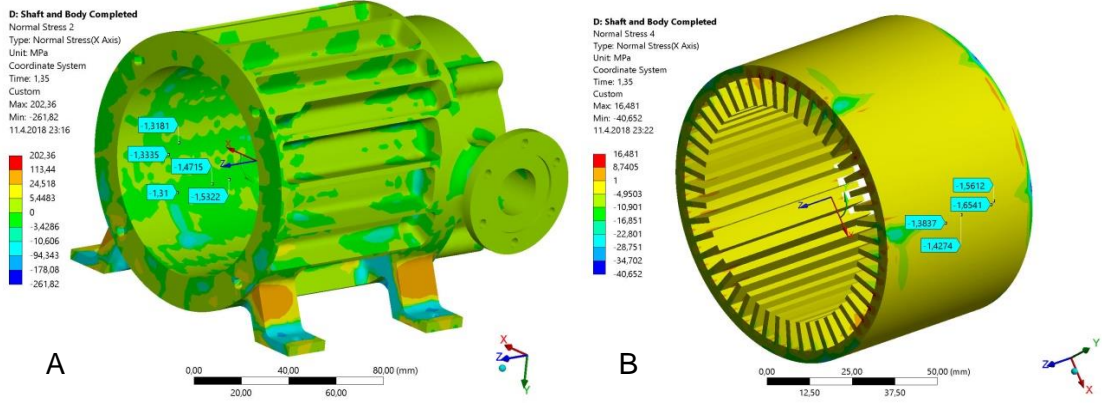 D: Shaft and Body Completed
Normal Stress 2
Type: Normal Stress(X Axis)
Unit: MPa
Coordinate System
Time: 1,35
Custom
Max: 202,36
Min: -261,82
11.4.2018 23:16
202,36
113,44
24,518
5,4483
0
-3,4286
-10,606
-94,343
-178,08
-261,82
-1,3181
-1,3335
-1,4715
-1,31
-1,5322
X
Z
A
0,00 40,00 80,00 (mm)
20,00 60,00
X
Z
Y
D: Shaft and Body Completed
Normal Stress 4
Type: Normal Stress(X Axis)
Unit: MPa
Coordinate System
Time: 1,35
Custom
Max: 16,481
Min: -40,652
11.4.2018 23:22
16,481
8,7405
1
-4,9503
-10,901
-16,851
-22,801
-28,751
-34,702
-40,652
-1,5612
-1,6541
-1,3837
-1,4274
Z
B
0,00 25,00 50,00 (mm)
12,50 37,50
Y
Z
X